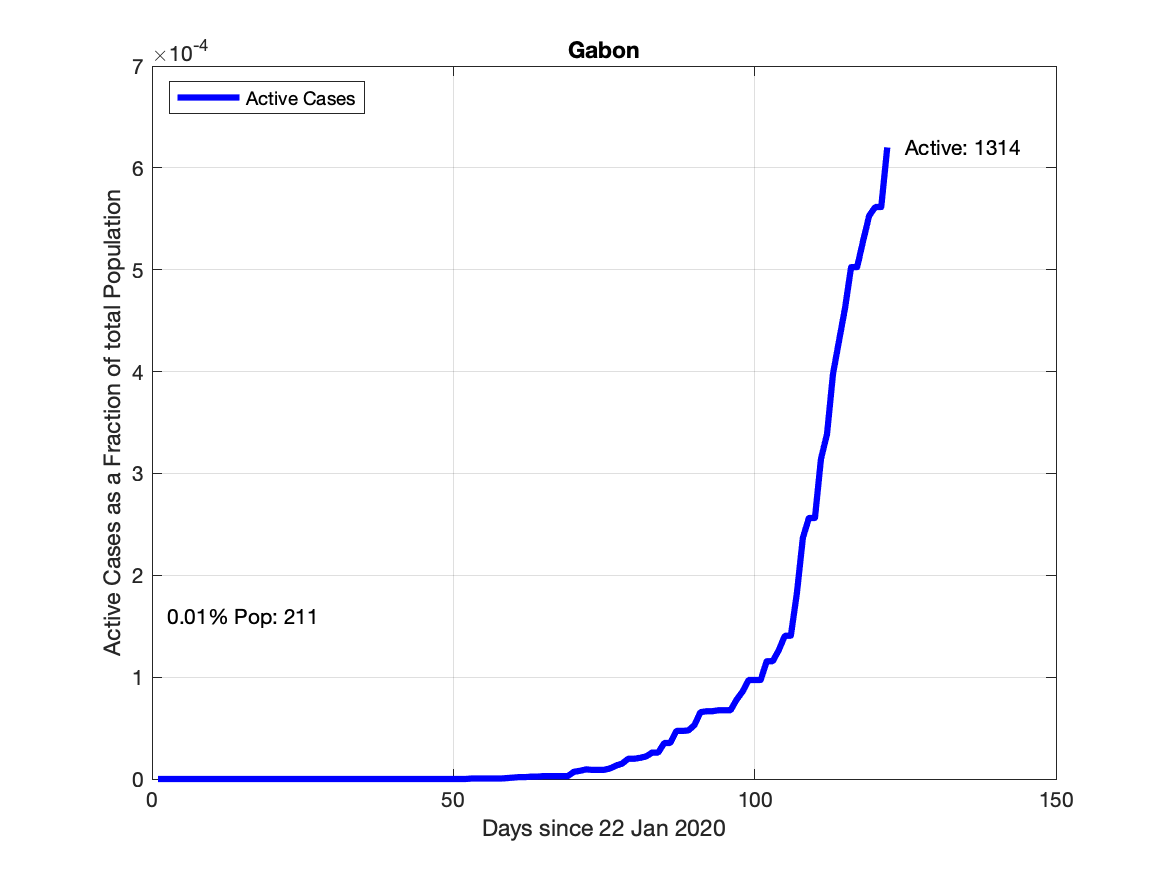 Gabon
×10-4
7
Active Cases
Active: 1314
6
5
4
3
2
0.01% Pop: 211
1
0
Active Cases as a Fraction of total Population
0 50 100 150
Days since 22 Jan 2020